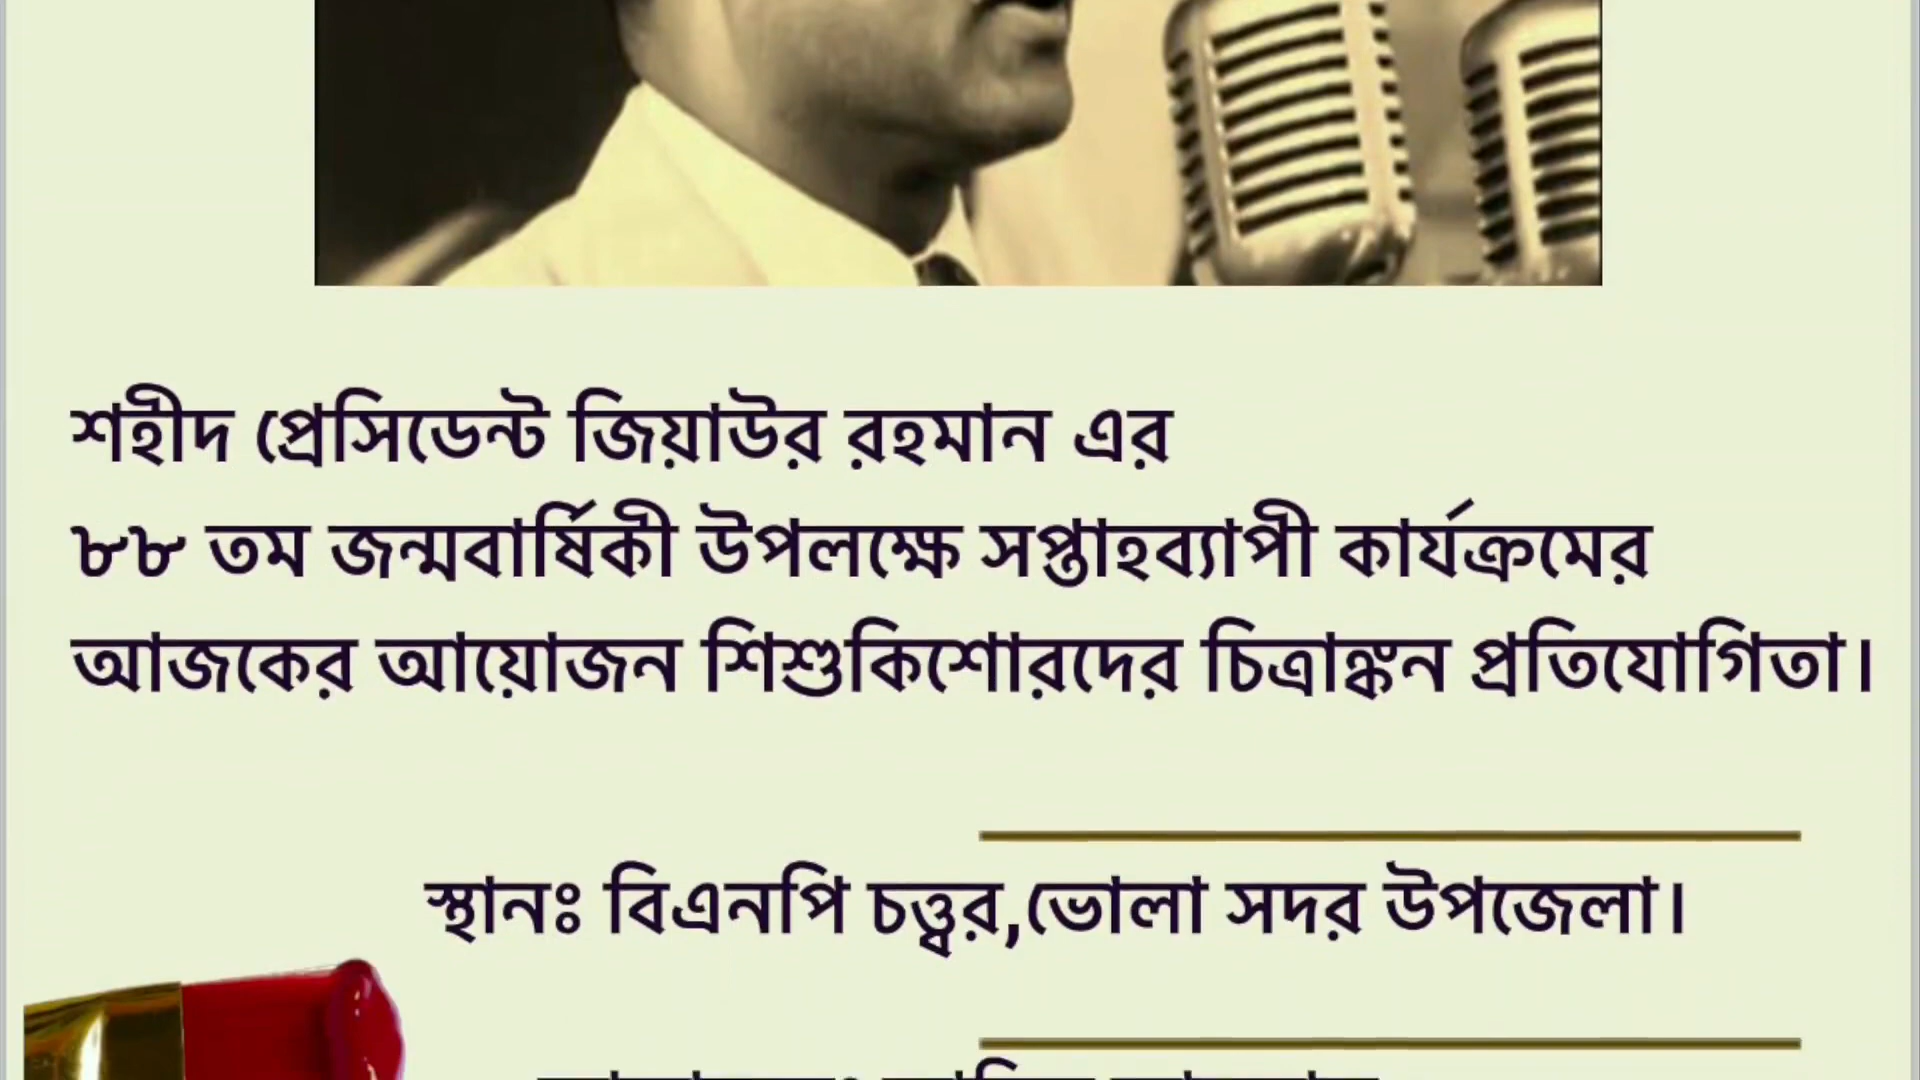 শহীদ প্রেসিডেন্ট জিয়াউর রহমান এর
৮৮ তম জন্মবার্ষিকী উপলক্ষে সপ্তাহব্যাপী কার্যক্রমের
আজকের আয়োজন শিশুকিশোরদের চিত্রাঙ্কন প্রতিযোগিতা।
স্থানঃ বিএনপি চত্ত্বর,ভোলা সদর উপজেলা।